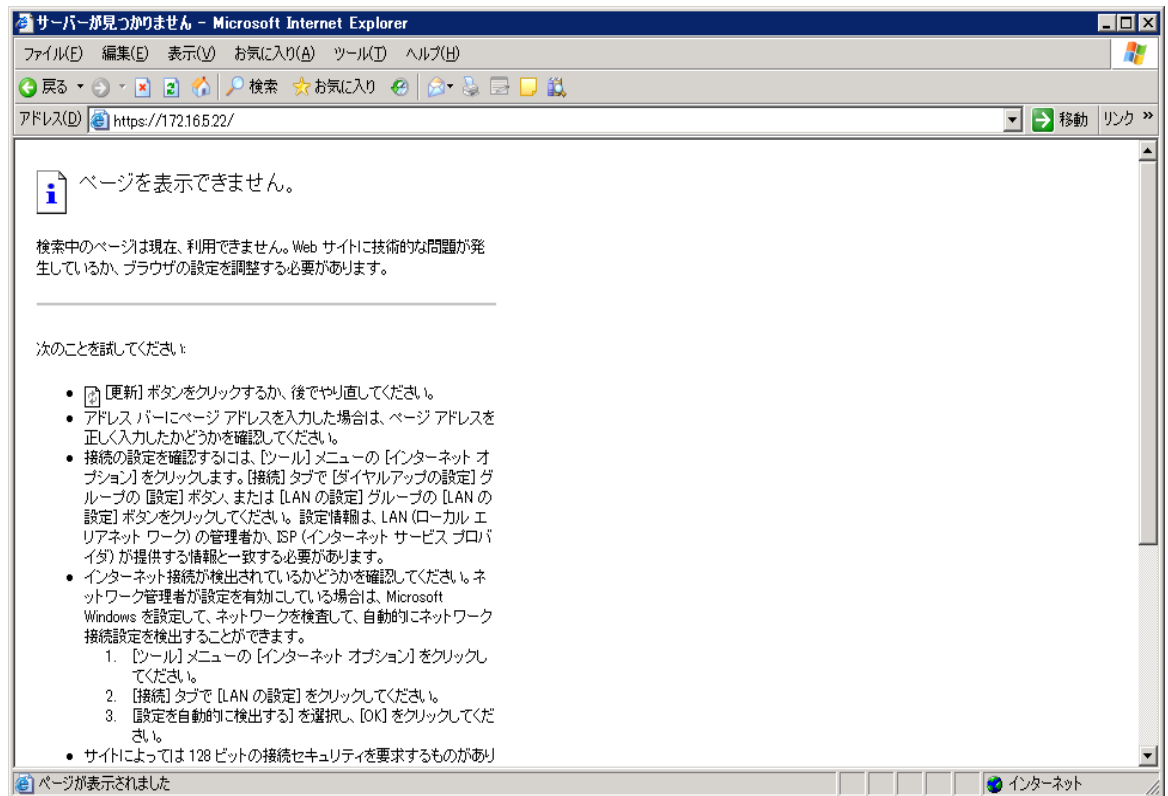 サーバーが見つかりません - Microsoft Internet Explorer
ファイル(F) 編集(E) 表示(V) お気に入り(A) ツール(T) ヘルプ(H)
戻る 検索 お気に入り
アドレス(D) https://172.16.5.22/ 移動 リンク »
ページを表示できません。
検索中のページは現在、利用できません。Web サイトに技術的な問題が発
生しているか、ブラウザの設定を調整する必要があります。
次のことを試してください:
• [更新] ボタンをクリックするか、後でやり直してください。
• アドレス バーにページ アドレスを入力した場合は、ページ アドレスを
正しく入力したかどうかを確認してください。
• 接続の設定を確認するには、[ツール] メニューの [インターネット オ
プション] をクリックします。[接続] タブで [ダイヤルアップの設定] グ
ループの [設定] ボタン、または [LAN の設定] グループの [LAN の
設定] ボタンをクリックしてください。設定情報は、LAN (ローカル エ
リアネット ワーク) の管理者か、ISP (インターネット サービス プロバ
イダ) が提供する情報と一致する必要があります。
• インターネット接続が検出されているかどうかを確認してください。ネ
ットワーク管理者が設定を有効にしている場合は、Microsoft
Windows を設定して、ネットワークを検査して、自動的にネットワーク
接続設定を検出することができます。
1. [ツール] メニューの [インターネット オプション] をクリックし
てください。
2. [接続] タブで [LAN の設定] をクリックしてください。
3. [設定を自動的に検出する] を選択し、[OK] をクリックしてくだ
さい。
• サイトによっては 128 ビットの接続セキュリティを要求するものがあり
ページが表示されました インターネット